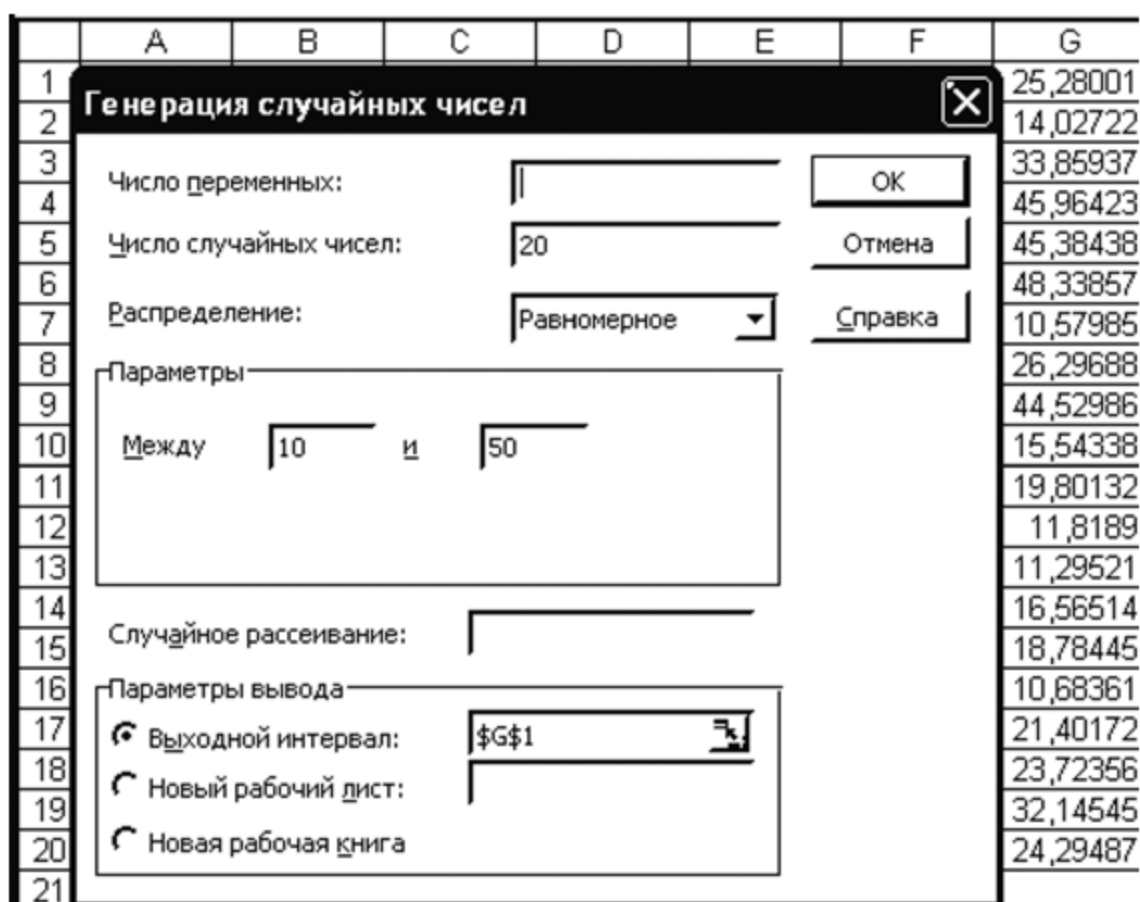 A B C D E F G
1 25,28001
Генерация случайных чисел
2 14,02722
3 33,85937
Число переменных: OK
4 45,96423
5 45,38438
Число случайных чисел: 20 Отмена
6 48,33857
7 10,57985
Распределение: Равномерное Справка
8 26,29688
Параметры
9 44,52986
10 15,54338
Между 10 и 50
11 19,80132
12 11,8189
13 11,29521
14 16,56514
Случайное рассеивание:
15 18,78445
16 10,68361
Параметры вывода
17 21,40172
Выходной интервал: $G$1
18 23,72356
Новый рабочий лист:
19 32,14545
20 24,29487
Новая рабочая книга
21